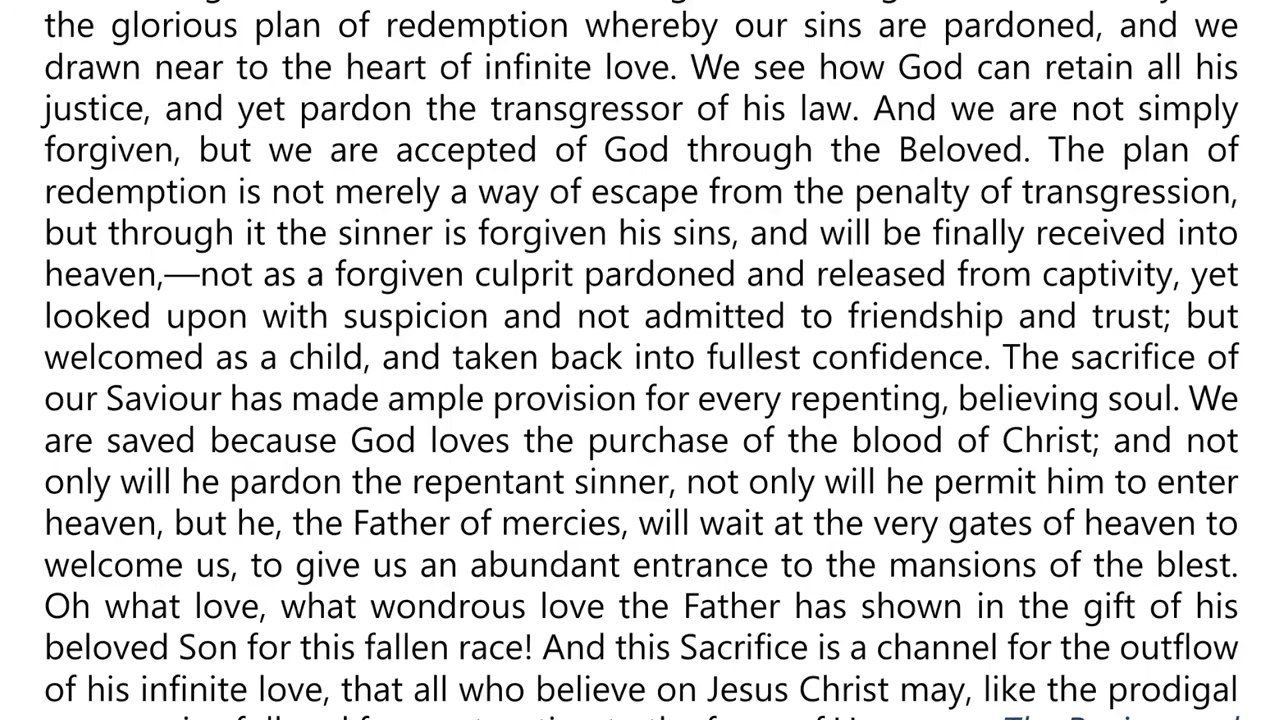 the glorious plan of redemption whereby our sins are pardoned, and we
drawn near to the heart of infinite love. We see how God can retain all his
justice, and yet pardon the transgressor of his law. And we are not simply
forgiven, but we are accepted of God through the Beloved. The plan of
redemption is not merely a way of escape from the penalty of transgression,
but through it the sinner is forgiven his sins, and will be finally received into
heaven,—not as a forgiven culprit pardoned and released from captivity, yet
looked upon with suspicion and not admitted to friendship and trust; but
welcomed as a child, and taken back into fullest confidence. The sacrifice of
our Saviour has made ample provision for every repenting, believing soul. We
are saved because God loves the purchase of the blood of Christ; and not
only will he pardon the repentant sinner, not only will he permit him to enter
heaven, but he, the Father of mercies, will wait at the very gates of heaven to
welcome us, to give us an abundant entrance to the mansions of the blest.
Oh what love, what wondrous love the Father has shown in the gift of his
beloved Son for this fallen race! And this Sacrifice is a channel for the outflow
of his infinite love, that all who believe on Jesus Christ may, like the prodigal